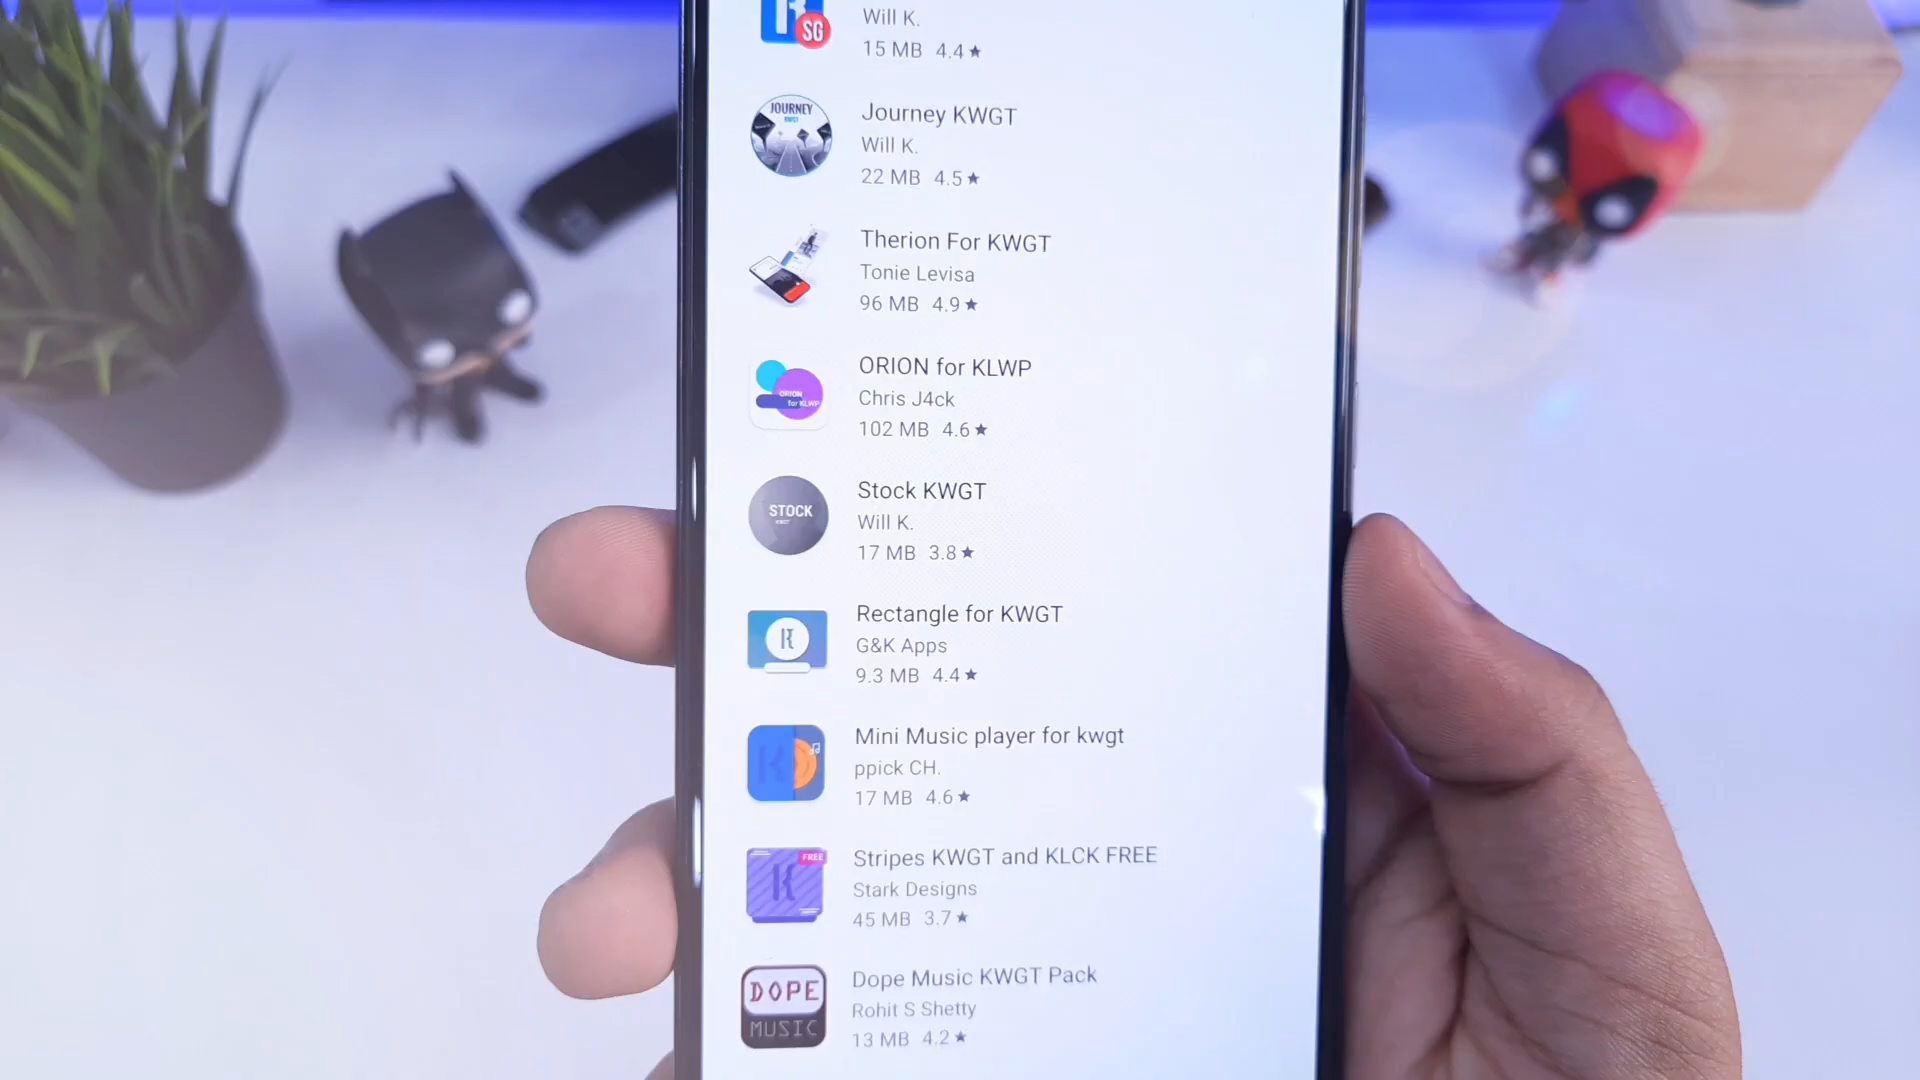 SG
Will K.
15 MB 4.4★
JOURNEY
KWGT
Journey KWGT
Will K.
22 MB 4.5★
Therion For KWGT
Tonie Levisa
96 MB 4.9★
ORION
for KLWP
ORION for KLWP
Chris J4ck
102 MB 4.6★
STOCK
KWGT
Stock KWGT
Will K.
17 MB 3.8★
Rectangle for KWGT
G&K Apps
9.3 MB 4.4★
Mini Music player for kwgt
ppick CH.
17 MB 4.6★
FREE
Stripes KWGT and KLCK FREE
Stark Designs
45 MB 3.7★
DOPE
MUSIC
Dope Music KWGT Pack
Rohit S Shetty
13 MB 4.2★